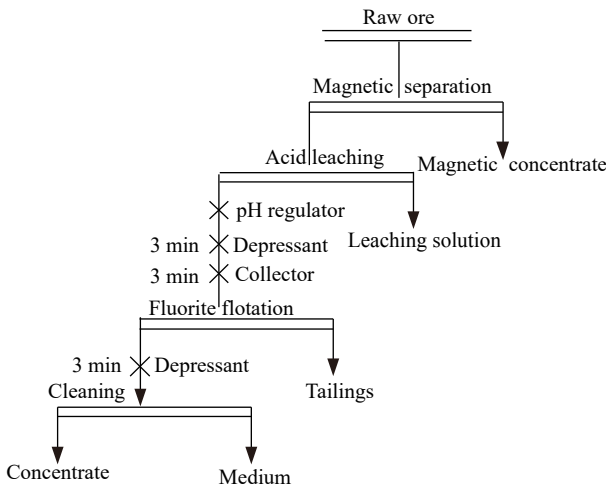 Raw ore
Magnetic separation
Magnetic concentrate
Acid leaching
Leaching solution
pH regulator
3 min Depressant
3 min Collector
Fluorite flotation
3 min Depressant
Tailings
Cleaning
Concentrate
Medium